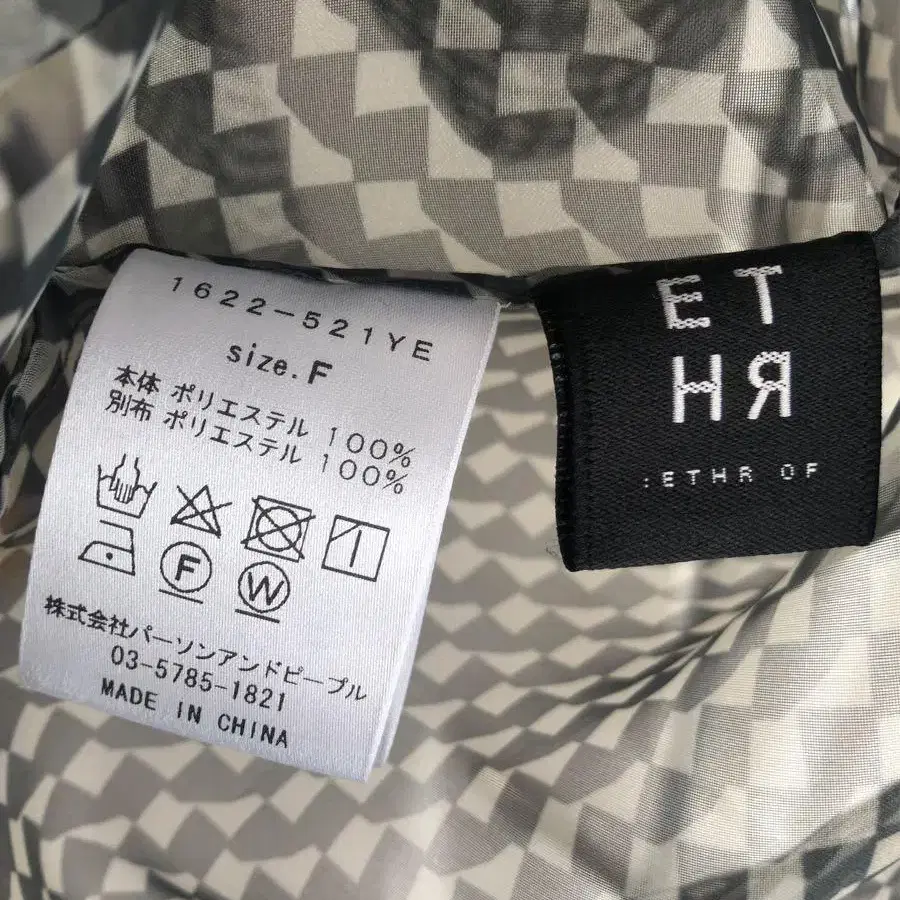 1622-521YE
size.F
本体 ポリエステル 100%
別布 ポリエステル 100%
F
W
株式会社パーソンアンドピープル
03-5785-1821
MADE IN CHINA
ET
HЯ
:ETHR OF